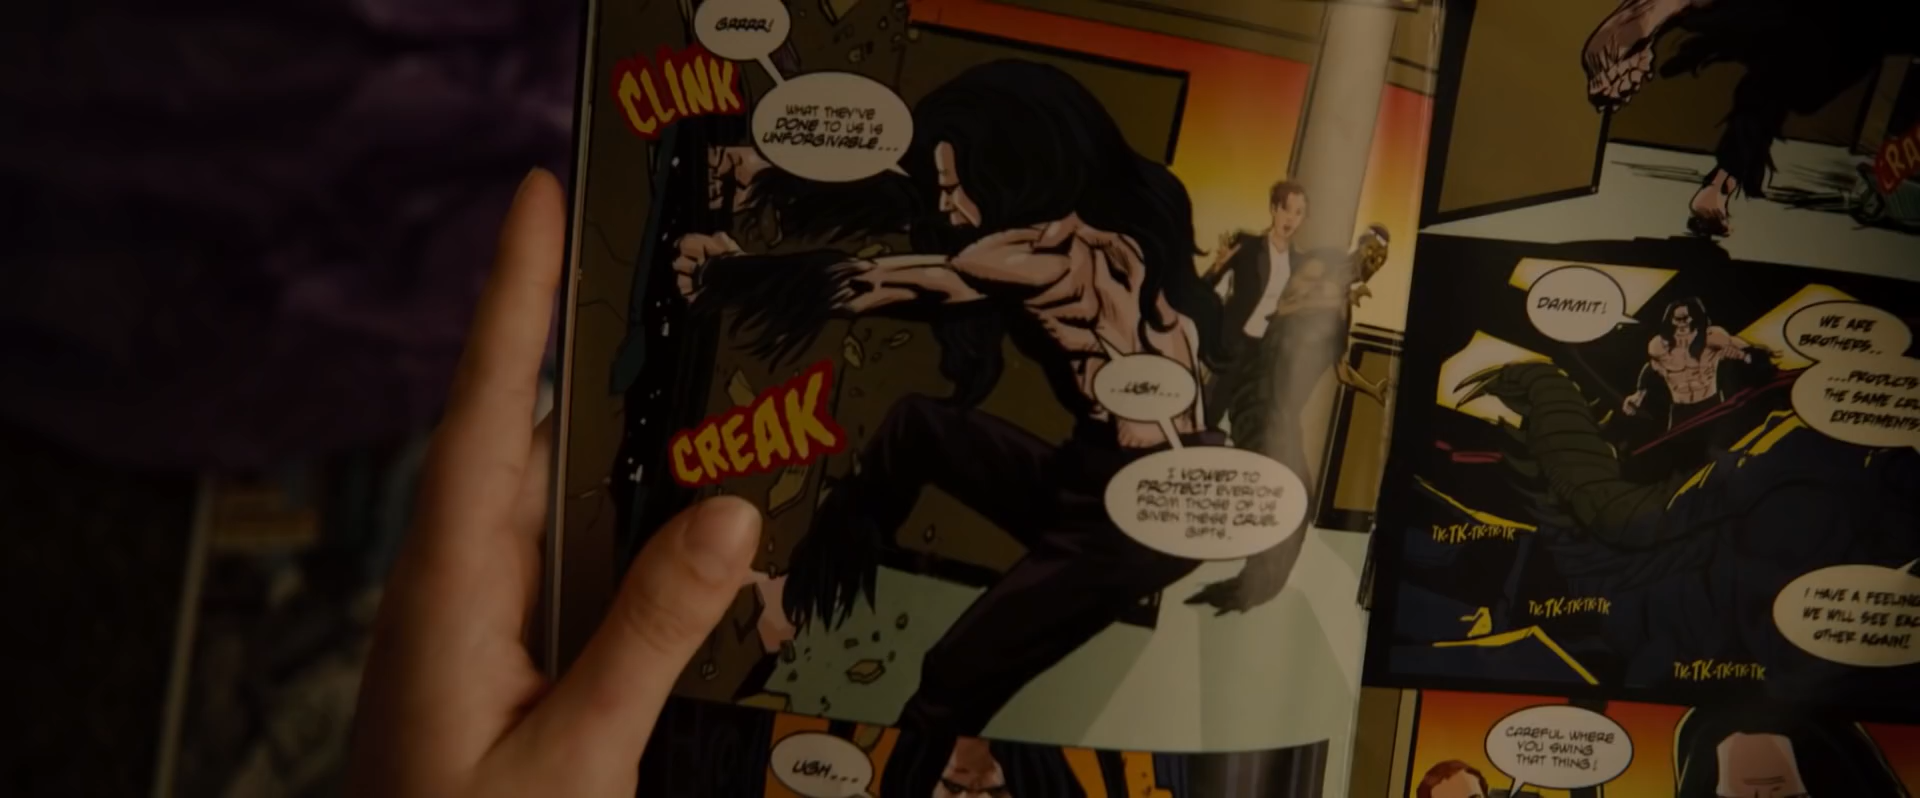 GRRRR!
CLINK
WHAT THEY'VE
DONE TO US IS
UNFORGIVABLE...
CREAK
...UGH...
I VOWED TO
PROTECT EVERYONE
FROM THOSE OF US
GIVEN THESE CRUEL
GIFTS.
UGH...
CRA
DAMMIT!
WE ARE
BROTHERS..
...PRODUCTS
THE SAME
EXPERIMENTS
TK-TK-TK-TK-TK
TK-TK-TK-TK-TK
TK-TK-TK-TK-TK
I HAVE A FEELING
WE WILL SEE EAC
OTHER AGAIN!
CAREFUL WHERE
YOU SWING
THAT THING!